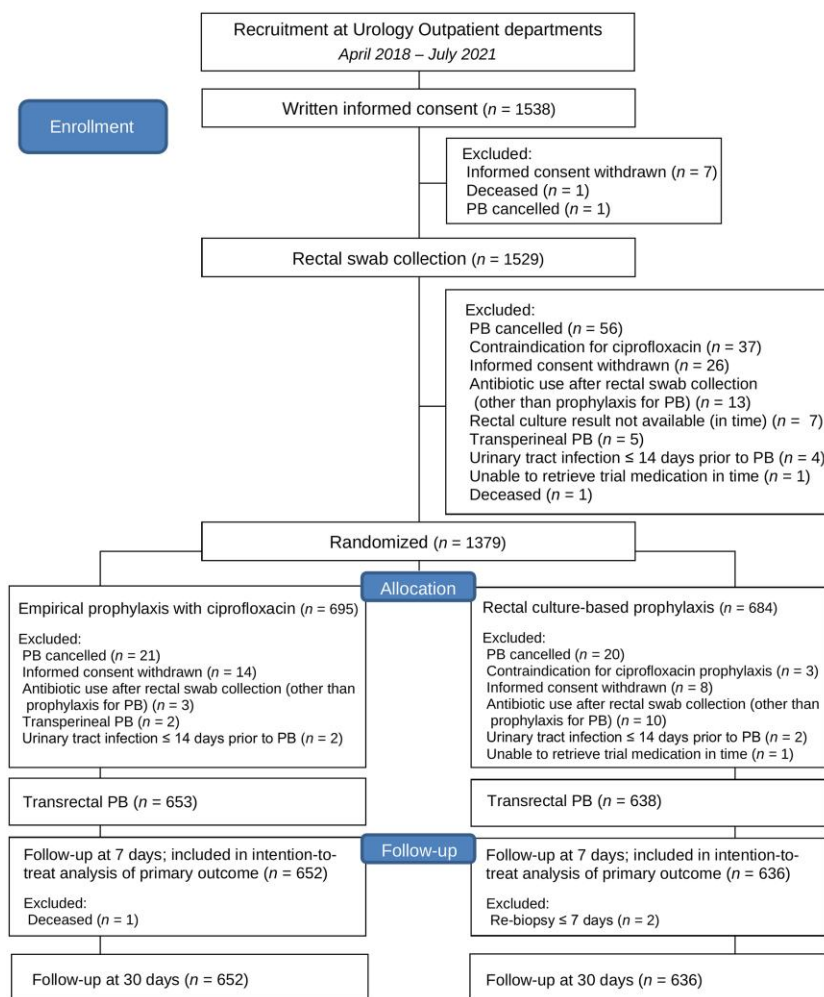 Recruitment at Urology Outpatient departments
April 2018 – July 2021
Written informed consent (n = 1538)
Enrollment
Excluded:
Informed consent withdrawn (n = 7)
Deceased (n = 1)
PB cancelled (n = 1)
Rectal swab collection (n = 1529)
Excluded:
PB cancelled (n = 56)
Contraindication for ciprofloxacin (n = 37)
Informed consent withdrawn (n = 26)
Antibiotic use after rectal swab collection
(other than prophylaxis for PB) (n = 13)
Rectal culture result not available (in time) (n = 7)
Transperineal PB (n = 5)
Urinary tract infection ≤ 14 days prior to PB (n = 4)
Unable to retrieve trial medication in time (n = 1)
Deceased (n = 1)
Randomized (n = 1379)
Allocation
Empirical prophylaxis with ciprofloxacin (n = 695)
Excluded:
PB cancelled (n = 21)
Informed consent withdrawn (n = 14)
Antibiotic use after rectal swab collection (other than
prophylaxis for PB) (n = 3)
Transperineal PB (n = 2)
Urinary tract infection ≤ 14 days prior to PB (n = 2)
Rectal culture-based prophylaxis (n = 684)
Excluded:
PB cancelled (n = 20)
Contraindication for ciprofloxacin prophylaxis (n = 3)
Informed consent withdrawn (n = 8)
Antibiotic use after rectal swab collection (other than
prophylaxis for PB) (n = 10)
Urinary tract infection ≤ 14 days prior to PB (n = 2)
Unable to retrieve trial medication in time (n = 1)
Transrectal PB (n = 653)
Transrectal PB (n = 638)
Follow-up
Follow-up at 7 days; included in intention-to-
treat analysis of primary outcome (n = 652)
Excluded:
Deceased (n = 1)
Follow-up at 7 days; included in intention-to-
treat analysis of primary outcome (n = 636)
Excluded:
Re-biopsy ≤ 7 days (n = 2)
Follow-up at 30 days (n = 652)
Follow-up at 30 days (n = 636)